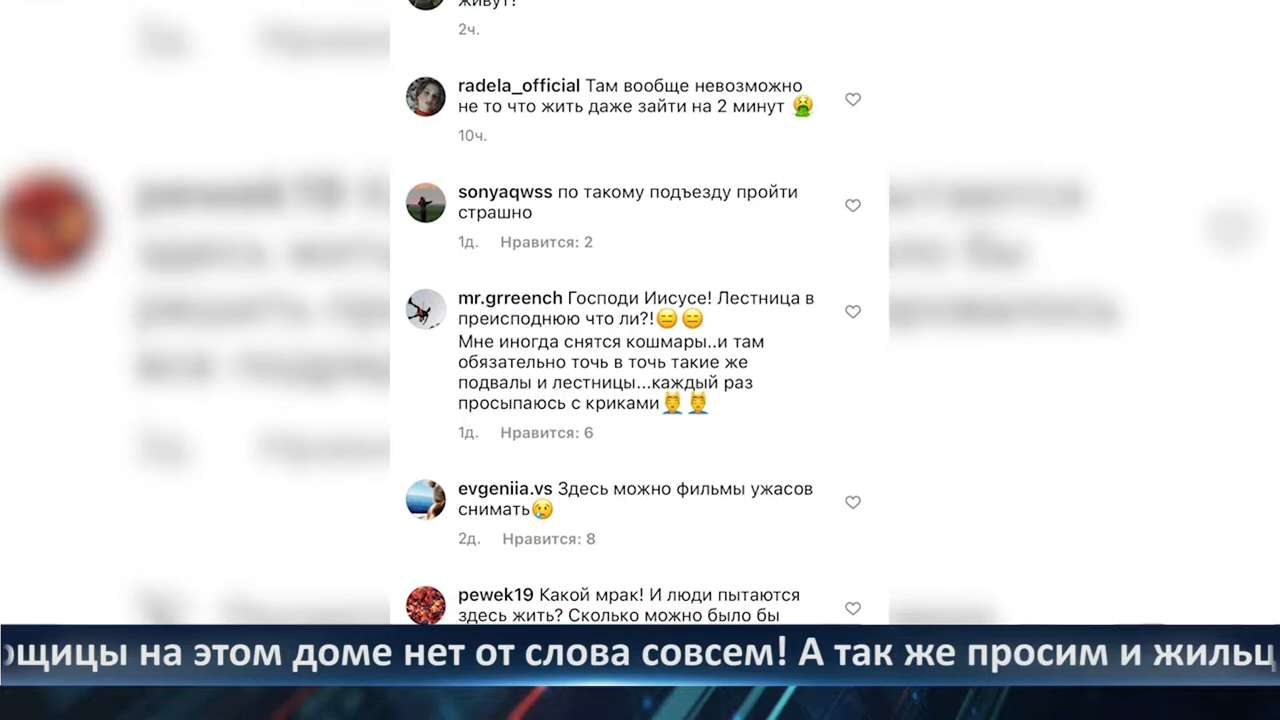 живут?
2ч.
radela_official Там вообще невозможно
не то что жить даже зайти на 2 минут 🤮
10ч.
sonyaqwss по такому подъезду пройти
страшно
1д. Нравится: 2
mr.grreench Господи Иисусе! Лестница в
преисподнюю что ли?!😑😑
Мне иногда снятся кошмары..и там
обязательно точь в точь такие же
подвалы и лестницы...каждый раз
просыпаюсь с криками💆‍♂️💆‍♂️
1д. Нравится: 6
evgeniia.vs Здесь можно фильмы ужасов
снимать😢
2д. Нравится: 8
pewek19 Какой мрак! И люди пытаются
здесь жить? Сколько можно было бы
на этом доме нет от слова совсем! А так же просим и